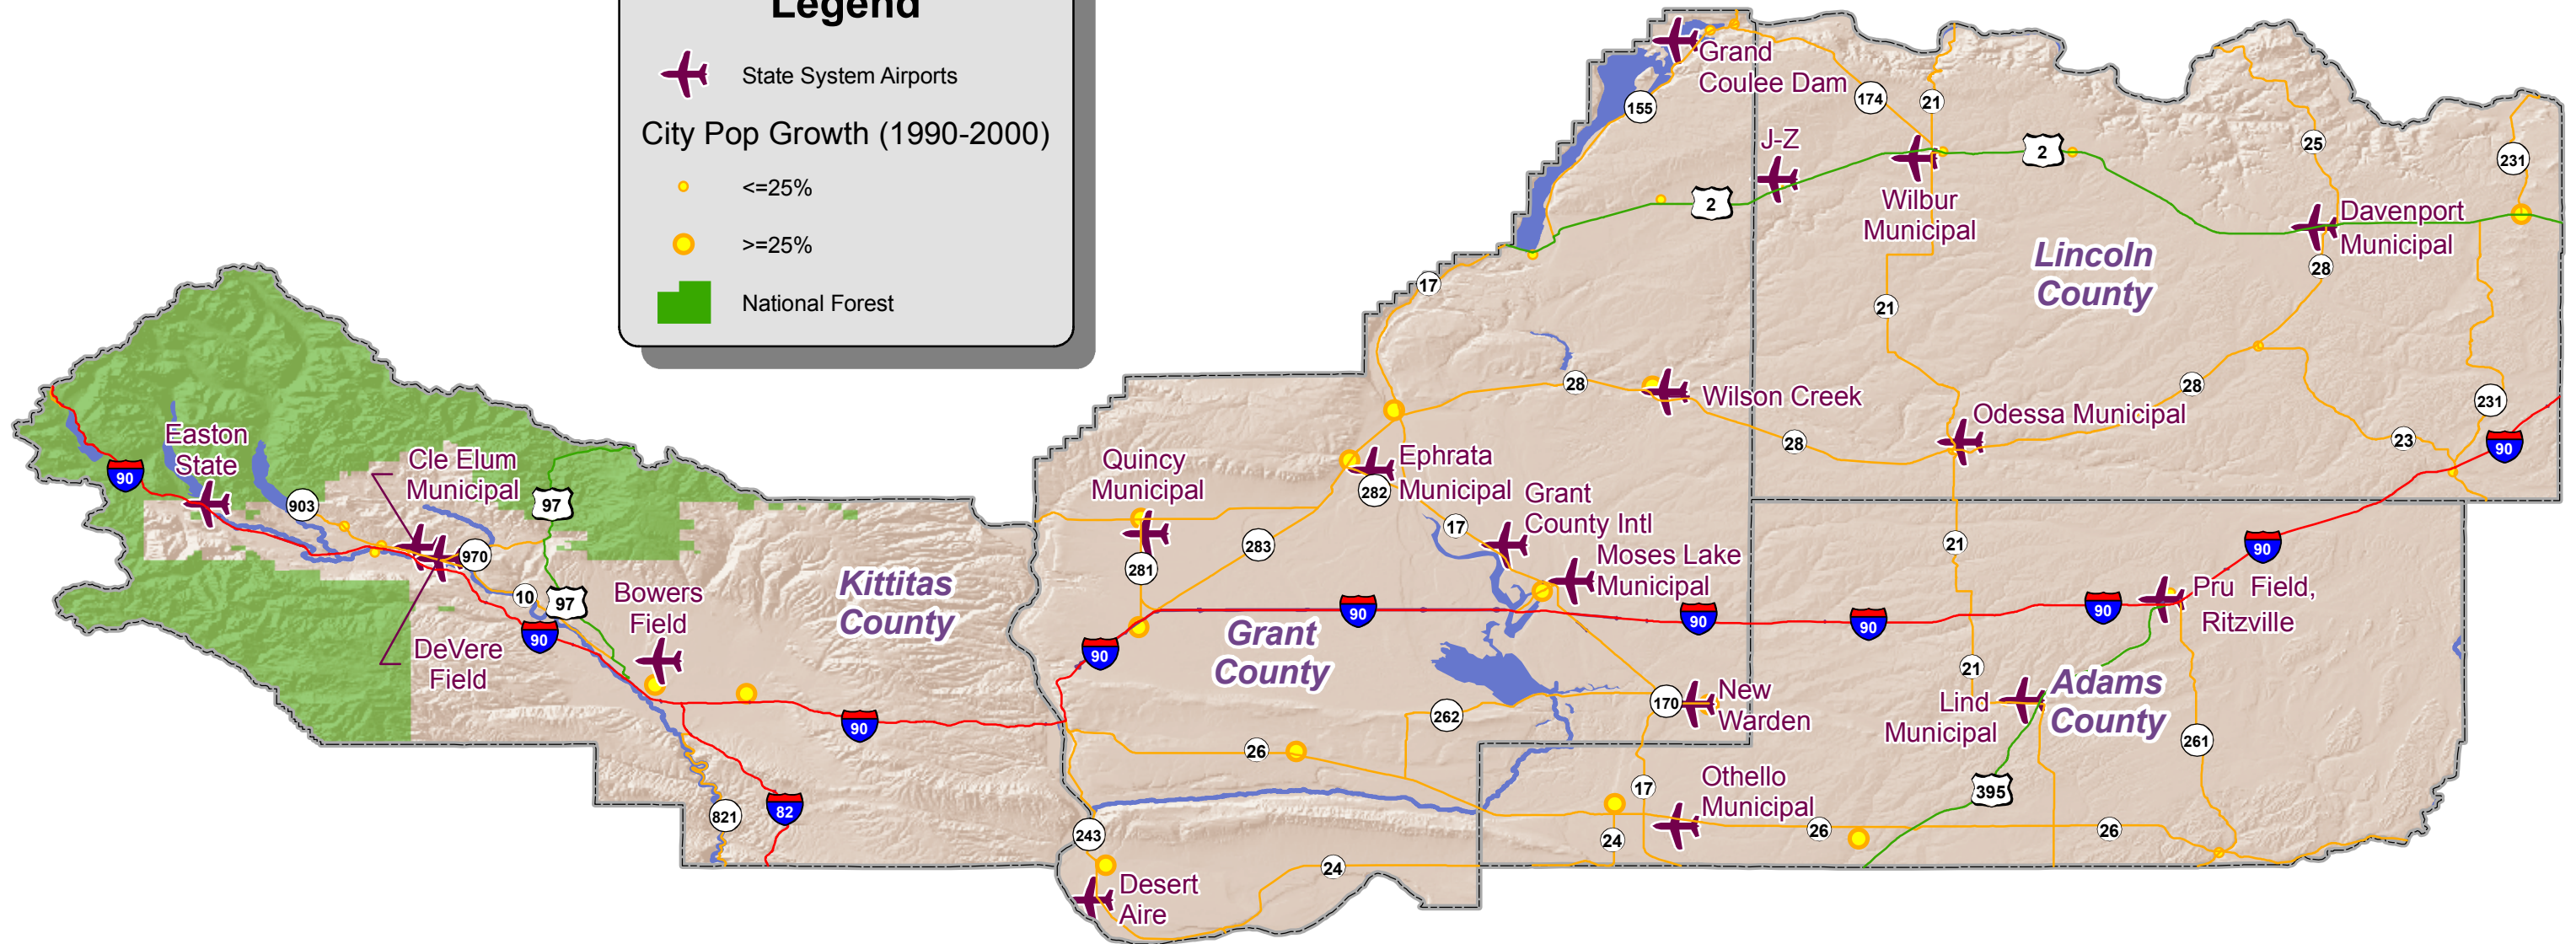 Legend
State System Airports
City Pop Growth (1990-2000)
<=25%
>=25%
National Forest
Grand
Coulee Dam
155
174
21
J-Z
2
2
25
231
Wilbur
Municipal
Davenport
Municipal
Lincoln
County
28
17
21
28
Wilson Creek
28
231
Odessa Municipal
28
23
90
Easton
State
90
Cle Elum
Municipal
903
97
970
10
97
90
DeVere
Field
Bowers
Field
Kittitas
County
90
821
82
Quincy
Municipal
281
283
Ephrata
Municipal
282
Grant
County Intl
17
Moses Lake
Municipal
90
90
90
Grant
County
262
170
New
Warden
26
243
Desert
Aire
24
21
90
90
90
Pru Field,
Ritzville
21
Lind
Municipal
Adams
County
261
395
Othello
Municipal
17
24
26
26